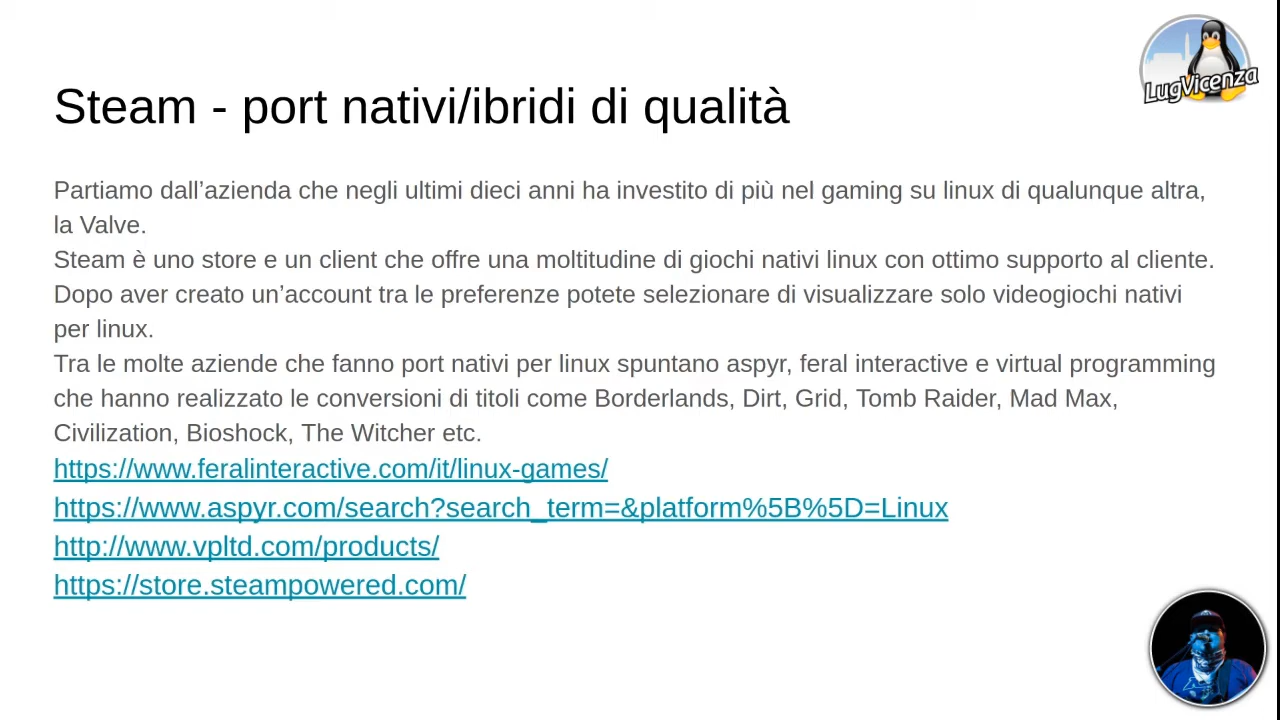 LugVicenza
Steam - port nativi/ibridi di qualità
Partiamo dall’azienda che negli ultimi dieci anni ha investito di più nel gaming su linux di qualunque altra,
la Valve.
Steam è uno store e un client che offre una moltitudine di giochi nativi linux con ottimo supporto al cliente.
Dopo aver creato un’account tra le preferenze potete selezionare di visualizzare solo videogiochi nativi
per linux.
Tra le molte aziende che fanno port nativi per linux spuntano aspyr, feral interactive e virtual programming
che hanno realizzato le conversioni di titoli come Borderlands, Dirt, Grid, Tomb Raider, Mad Max,
Civilization, Bioshock, The Witcher etc.
https://www.feralinteractive.com/it/linux-games/
https://www.aspyr.com/search?search_term=&platform%5B%5D=Linux
http://www.vpltd.com/products/
https://store.steampowered.com/